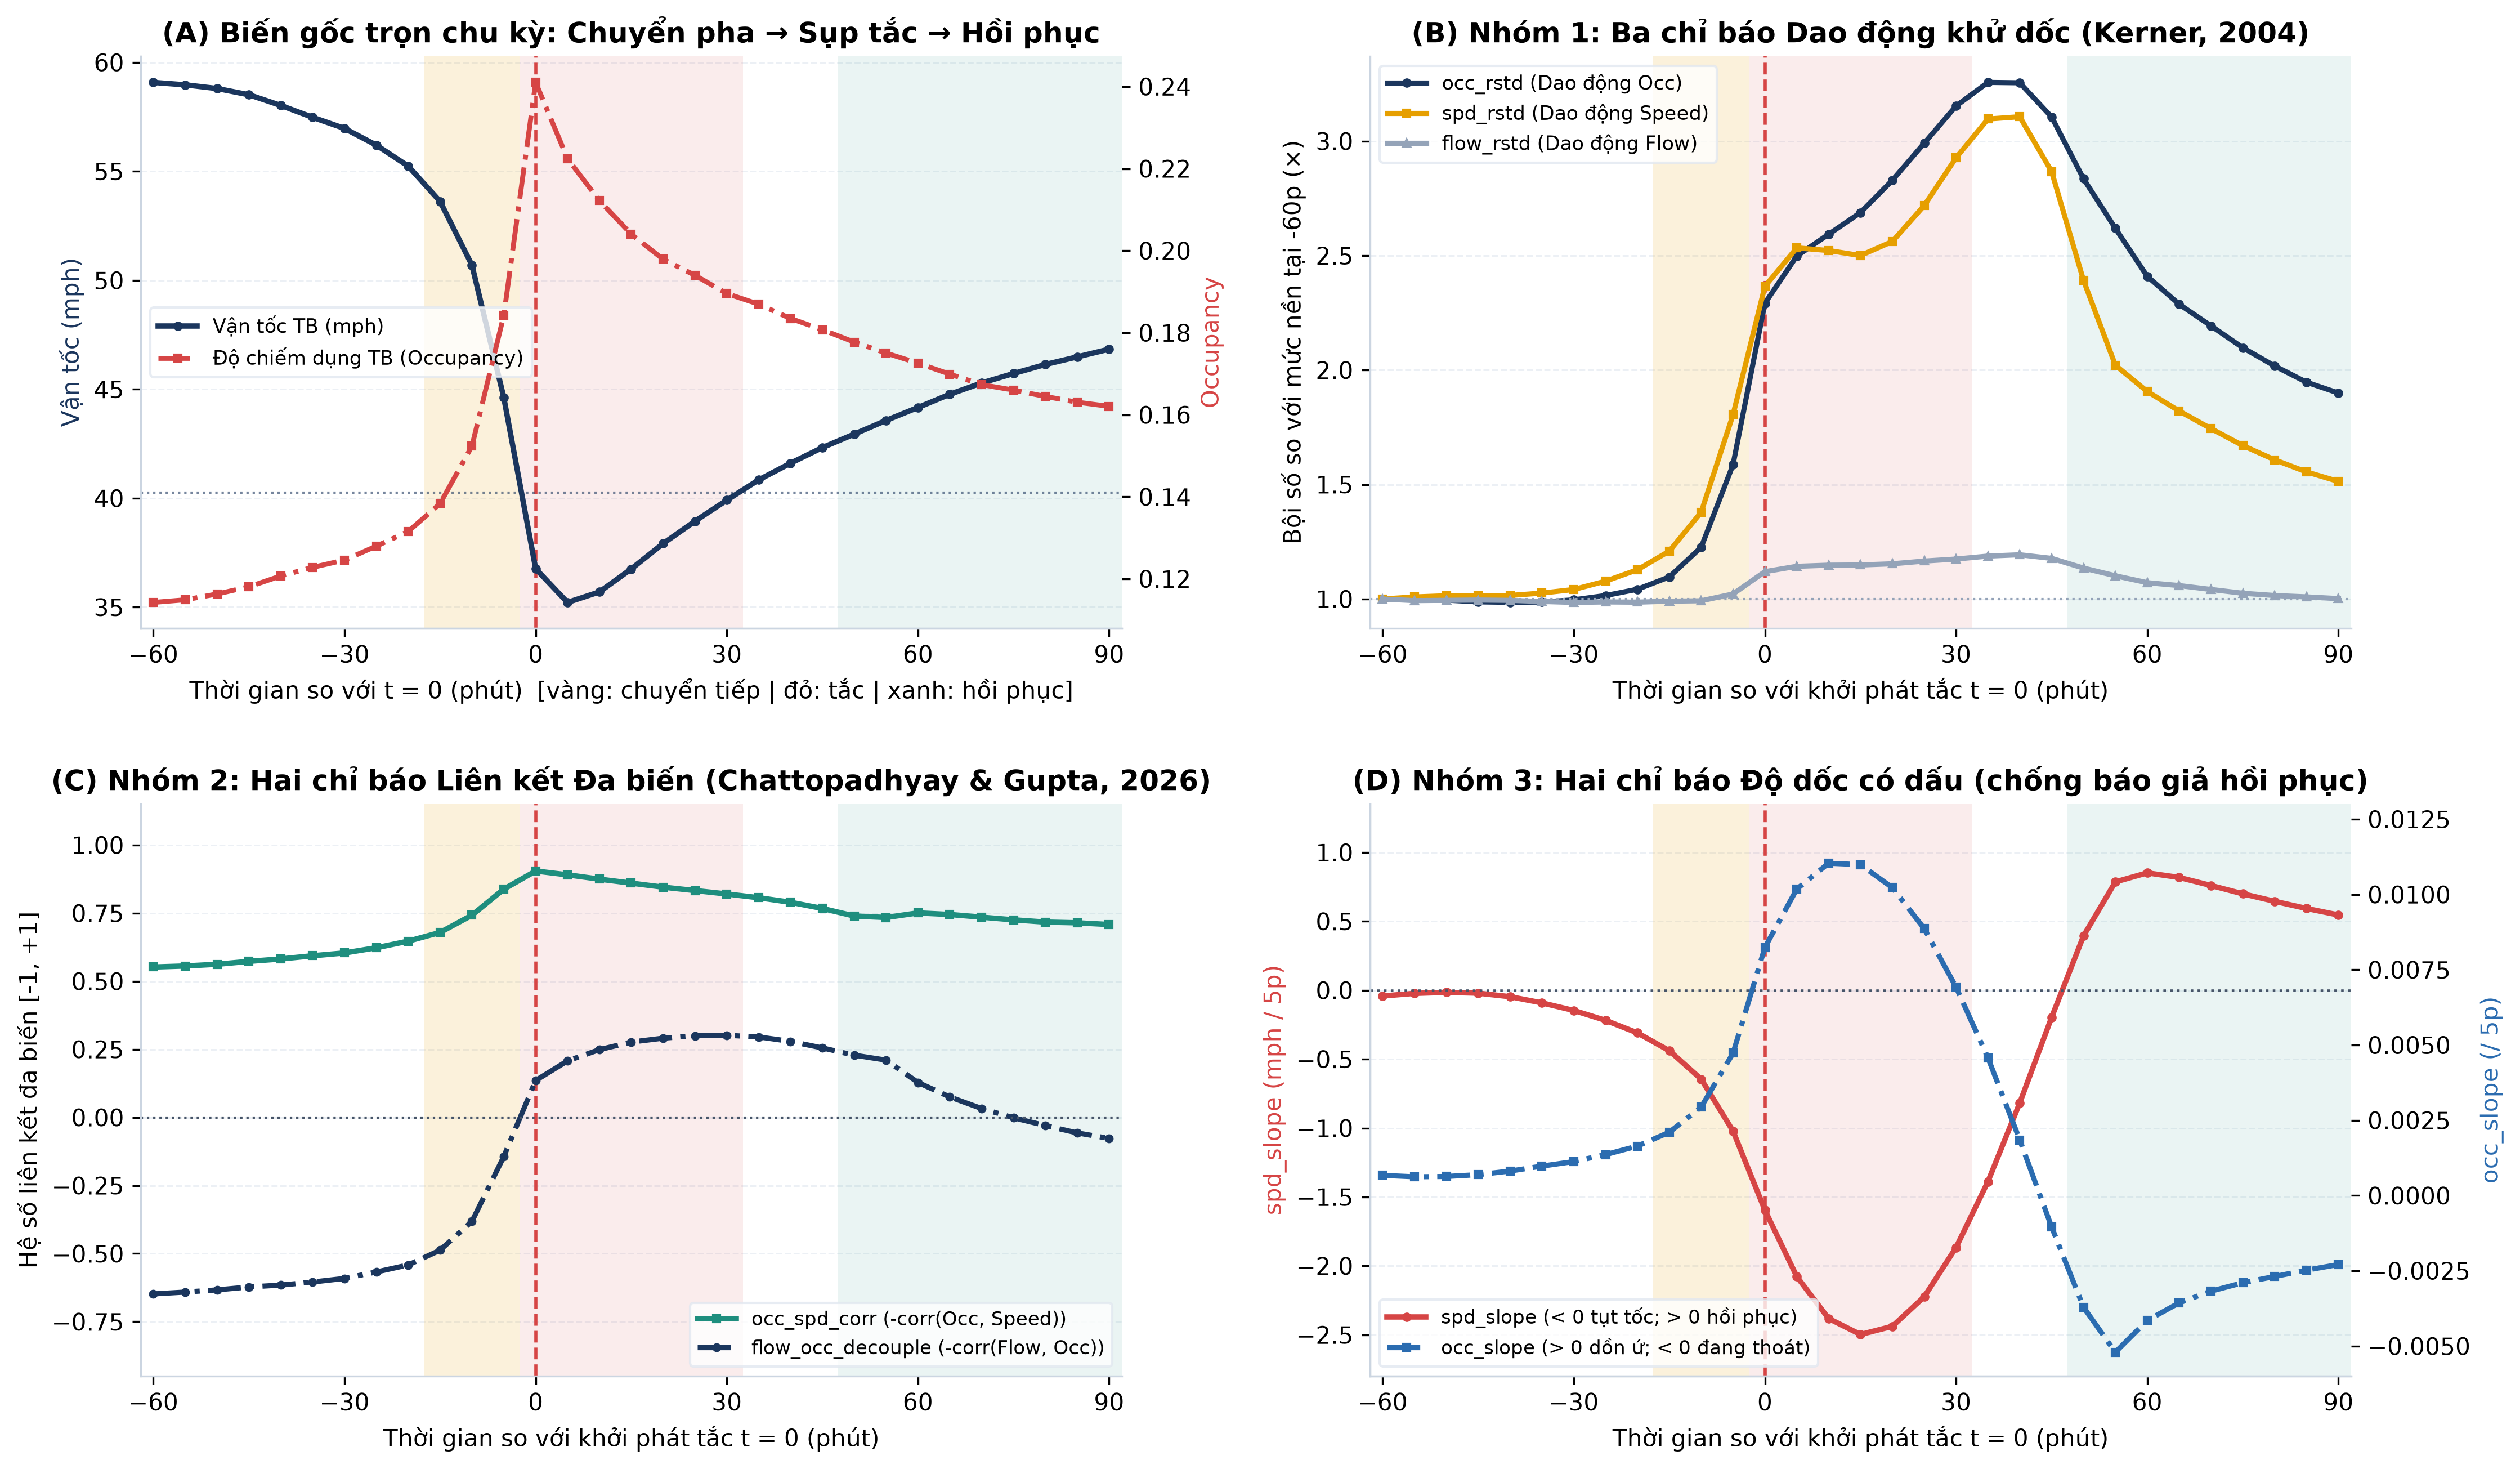 (A) Biến gốc trọn chu kỳ: Chuyển pha → Sụp tắc → Hồi phục
60
55
50
45
40
35
Vận tốc (mph)
Vận tốc TB (mph)
Độ chiếm dụng TB (Occupancy)
0.24
0.22
0.20
0.18
0.16
0.14
0.12
Occupancy
−60
−30
0
30
60
90
Thời gian so với t = 0 (phút)  [vàng: chuyển tiếp | đỏ: tắc | xanh: hồi phục]
(B) Nhóm 1: Ba chỉ báo Dao động khử dốc (Kerner, 2004)
Bội số so với mức nền tại -60p (×)
3.0
2.5
2.0
1.5
1.0
occ_rstd (Dao động Occ)
spd_rstd (Dao động Speed)
flow_rstd (Dao động Flow)
−60
−30
0
30
60
90
Thời gian so với khởi phát tắc t = 0 (phút)
(C) Nhóm 2: Hai chỉ báo Liên kết Đa biến (Chattopadhyay & Gupta, 2026)
Hệ số liên kết đa biến [-1, +1]
1.00
0.75
0.50
0.25
0.00
−0.25
−0.50
−0.75
occ_spd_corr (-corr(Occ, Speed))
flow_occ_decouple (-corr(Flow, Occ))
−60
−30
0
30
60
90
Thời gian so với khởi phát tắc t = 0 (phút)
(D) Nhóm 3: Hai chỉ báo Độ dốc có dấu (chống báo giả hồi phục)
spd_slope (mph / 5p)
1.0
0.5
0.0
−0.5
−1.0
−1.5
−2.0
−2.5
spd_slope (< 0 tụt tốc; > 0 hồi phục)
occ_slope (> 0 dồn ứ; < 0 đang thoát)
0.0125
0.0100
0.0075
0.0050
0.0025
0.0000
−0.0025
−0.0050
occ_slope (/ 5p)
−60
−30
0
30
60
90
Thời gian so với khởi phát tắc t = 0 (phút)